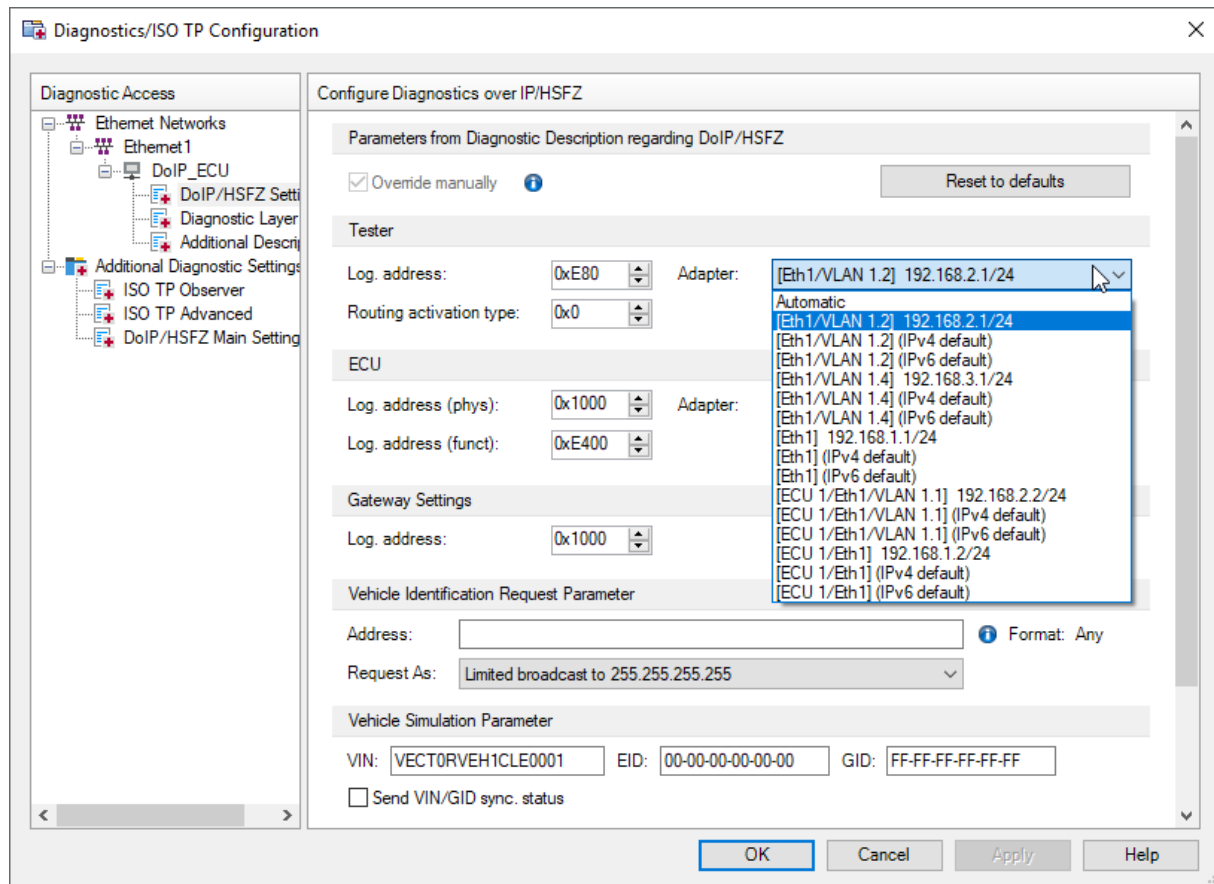 Diagnostics/ISO TP Configuration
Diagnostic Access
Ethernet Networks
Ethernet1
DoIP_ECU
DoIP/HSFZ Setti
Diagnostic Layer
Additional Descrip
Additional Diagnostic Settings
ISO TP Observer
ISO TP Advanced
DoIP/HSFZ Main Setting
Configure Diagnostics over IP/HSFZ
Parameters from Diagnostic Description regarding DoIP/HSFZ
Override manually
Reset to defaults
Tester
Log. address: 0xE80 Adapter: [Eth1/VLAN 1.2] 192.168.2.1/24
Routing activation type: 0x0
Automatic
[Eth1/VLAN 1.2] 192.168.2.1/24
[Eth1/VLAN 1.2] (IPv4 default)
[Eth1/VLAN 1.2] (IPv6 default)
[Eth1/VLAN 1.4] 192.168.3.1/24
[Eth1/VLAN 1.4] (IPv4 default)
[Eth1/VLAN 1.4] (IPv6 default)
[Eth1] 192.168.1.1/24
[Eth1] (IPv4 default)
[Eth1] (IPv6 default)
[ECU 1/Eth1/VLAN 1.1] 192.168.2.2/24
[ECU 1/Eth1/VLAN 1.1] (IPv4 default)
[ECU 1/Eth1/VLAN 1.1] (IPv6 default)
[ECU 1/Eth1] 192.168.1.2/24
[ECU 1/Eth1] (IPv4 default)
[ECU 1/Eth1] (IPv6 default)
ECU
Log. address (phys): 0x1000 Adapter:
Log. address (funct): 0xE400
Gateway Settings
Log. address: 0x1000
Vehicle Identification Request Parameter
Address: Format: Any
Request As: Limited broadcast to 255.255.255.255
Vehicle Simulation Parameter
VIN: VECT0RVEH1CLE0001 EID: 00-00-00-00-00-00 GID: FF-FF-FF-FF-FF-FF
Send VIN/GID sync. status
OK Cancel Apply Help